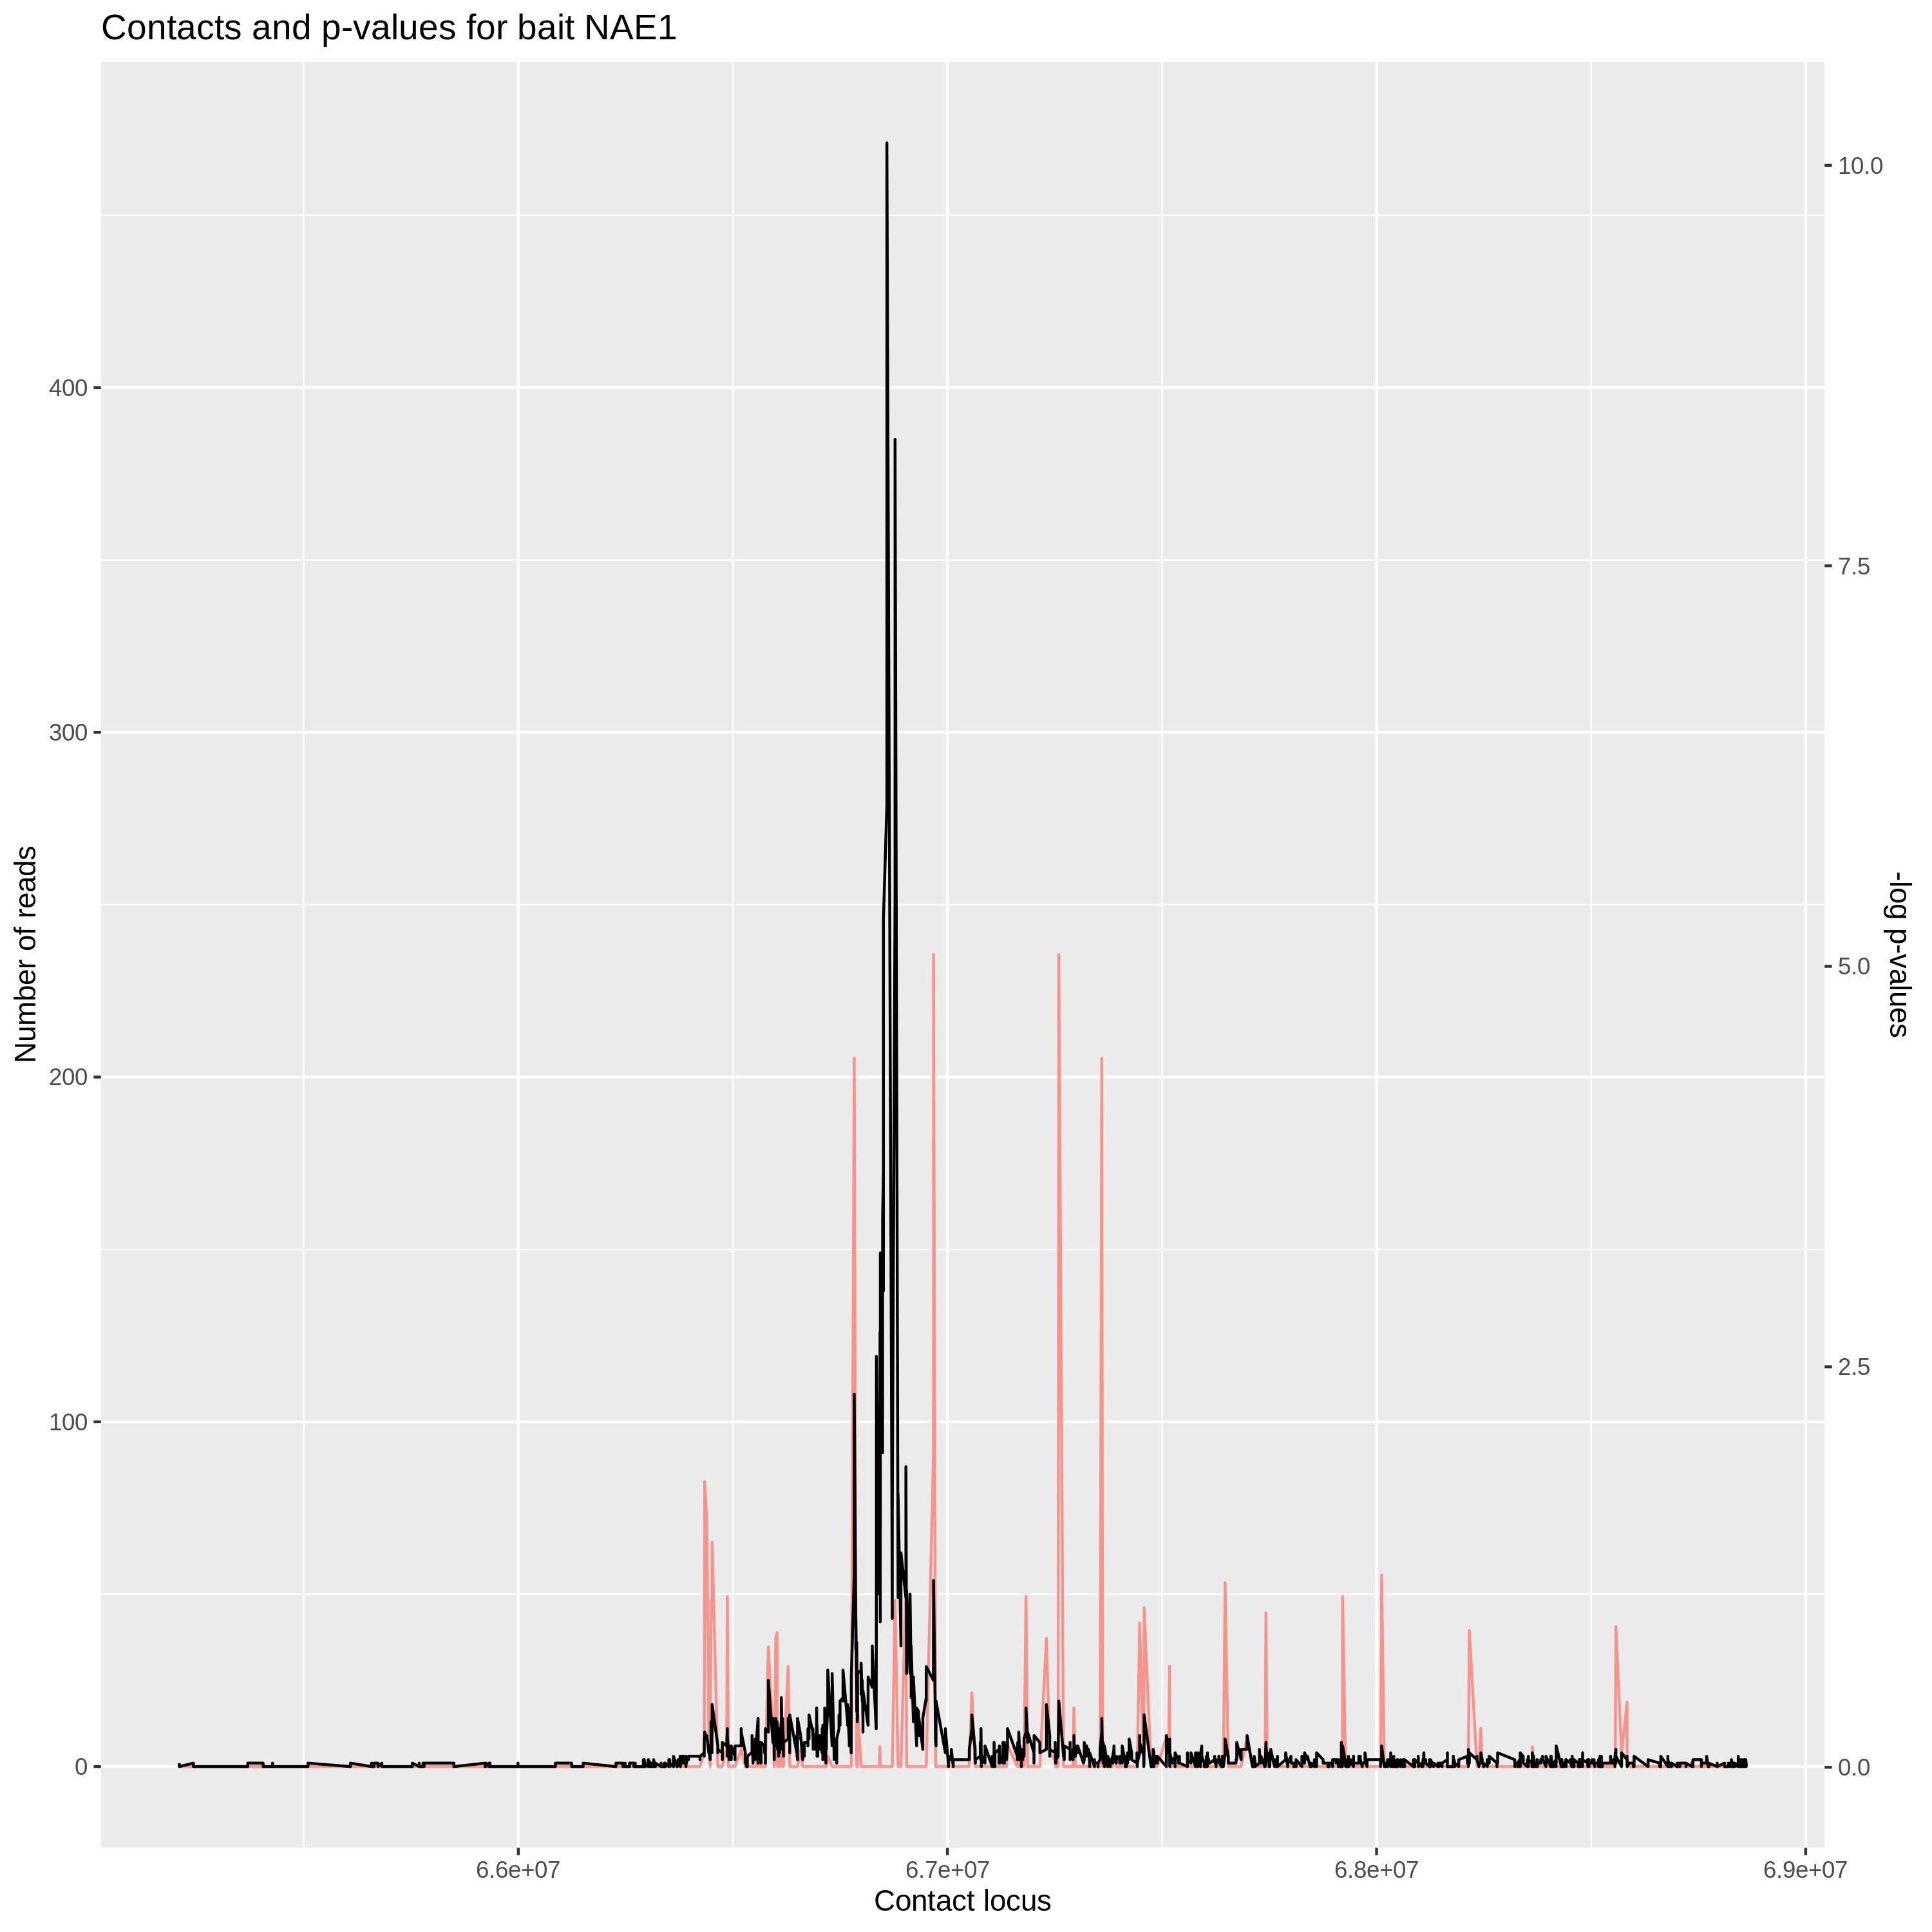 Contacts and p-values for bait NAE1
Number of reads
400
300
200
100
0
10.0
7.5
5.0
2.5
0.0
-log p-values
6.6e+07
6.7e+07
6.8e+07
6.9e+07
Contact locus